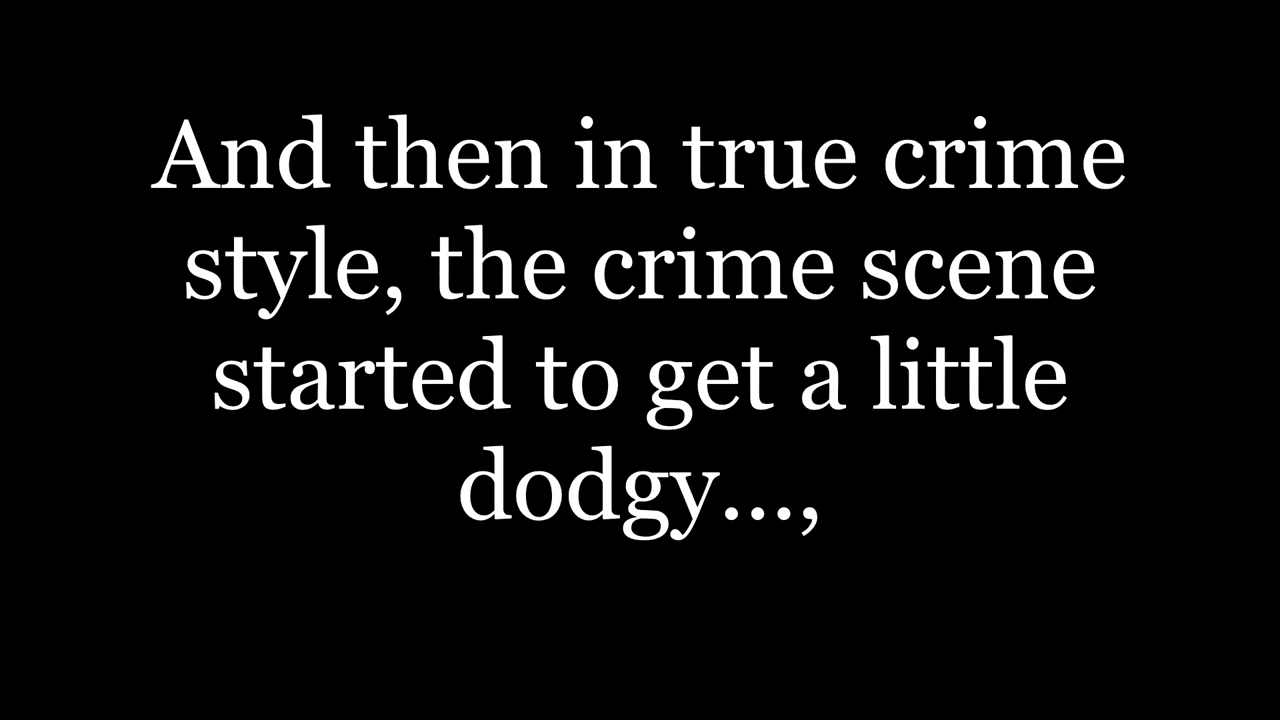 And then in true crime
style, the crime scene
started to get a little
dodgy...,